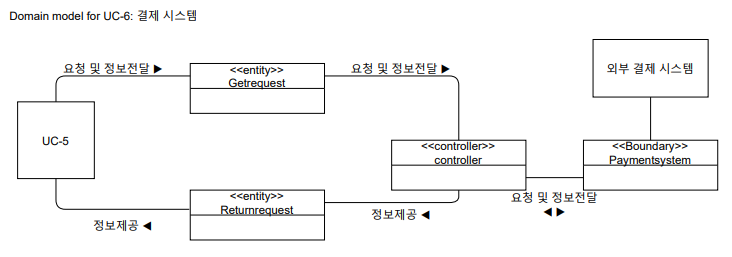 Domain model for UC-6: 결제 시스템
요청 및 정보전달 ▶
<<entity>>
Getrequest
요청 및 정보전달 ▶
외부 결제 시스템
UC-5
<<controller>>
controller
<<Boundary>>
Paymentsystem
요청 및 정보전달
◀ ▶
<<entity>>
Returnrequest
정보제공 ◀
정보제공 ◀